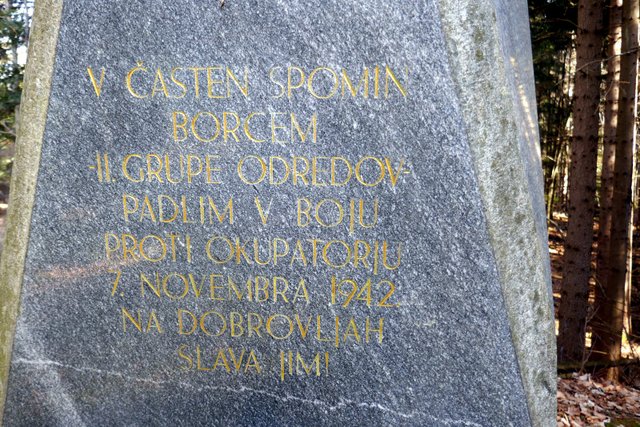 V ČASTEN SPOMIN
BORCEM
-II. GRUPE ODREDOV-
PADLIM V BOJU
PROTI OKUPATORJU
7. NOVEMBRA 1942
NA DOBROVLJAH
SLAVA JIM!